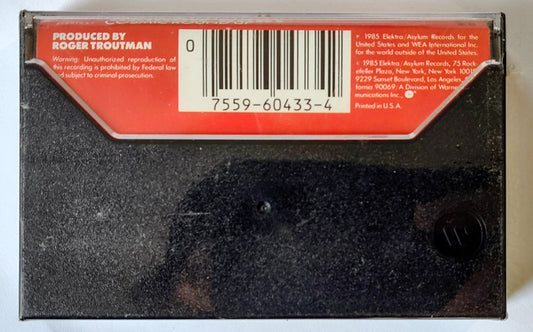 PRODUCED BY
ROGER TROUTMAN
Warning: Unauthorized reproduction of
this recording is prohibited by Federal law
and subject to criminal prosecution.
0
7559-60433-4
℗ 1985 Elektra/Asylum Records for the
United States and WEA International Inc.
for the world outside of the United States.
© 1985 Elektra/Asylum Records, 75 Rock-
efeller Plaza, New York, New York
9229 Sunset Boulevard, Los Angeles,
fornia 90069. A Division of Warner
munications Inc.,
Printed in U.S.A.